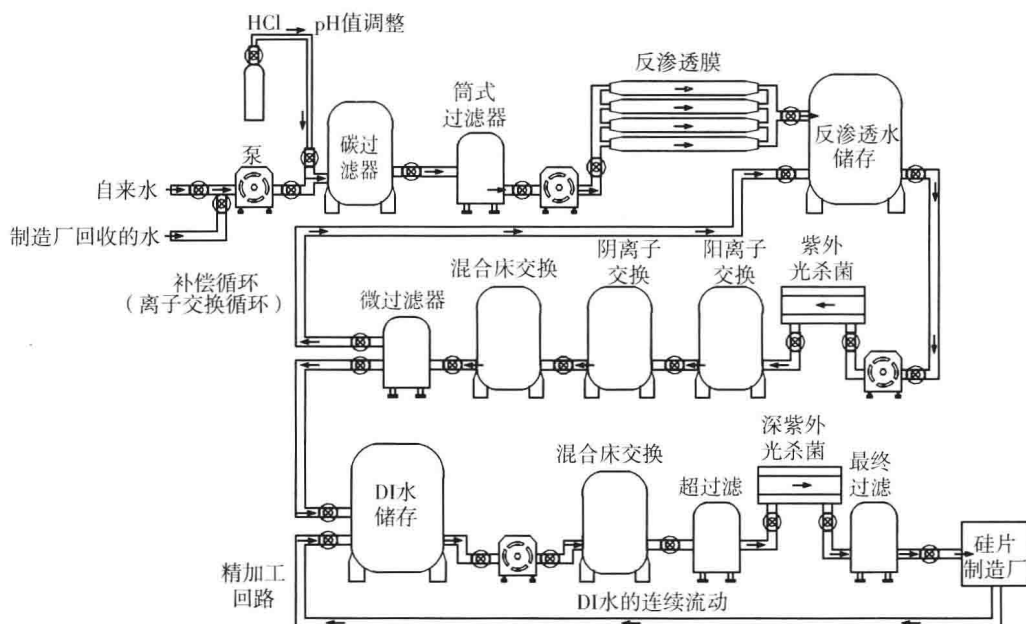 HCl
pH值调整
反渗透膜
筒式
过滤器
碳过
滤器
反渗透水
储存
泵
自来水
制造厂回收的水
补偿循环
(离子交换循环)
微过滤器
混合床交换
阴离子
交换
阳离子
交换
紫外
光杀菌
DI水
储存
混合床交换
超过滤
深紫外
光杀菌
最终
过滤
硅片
制造厂
精加工
回路
DI水的连续流动